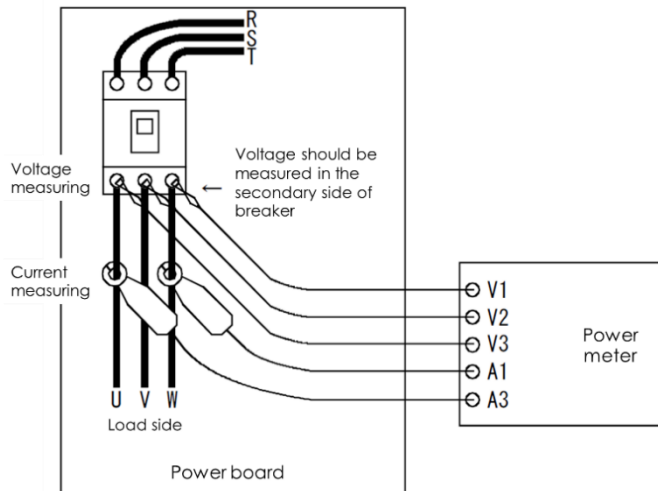 R
S
T
Voltage
measuring
←
Voltage should be
measured in the
secondary side of
breaker
Current
measuring
V1
V2
V3
A1
A3
Power
meter
U V W
Load side
Power board